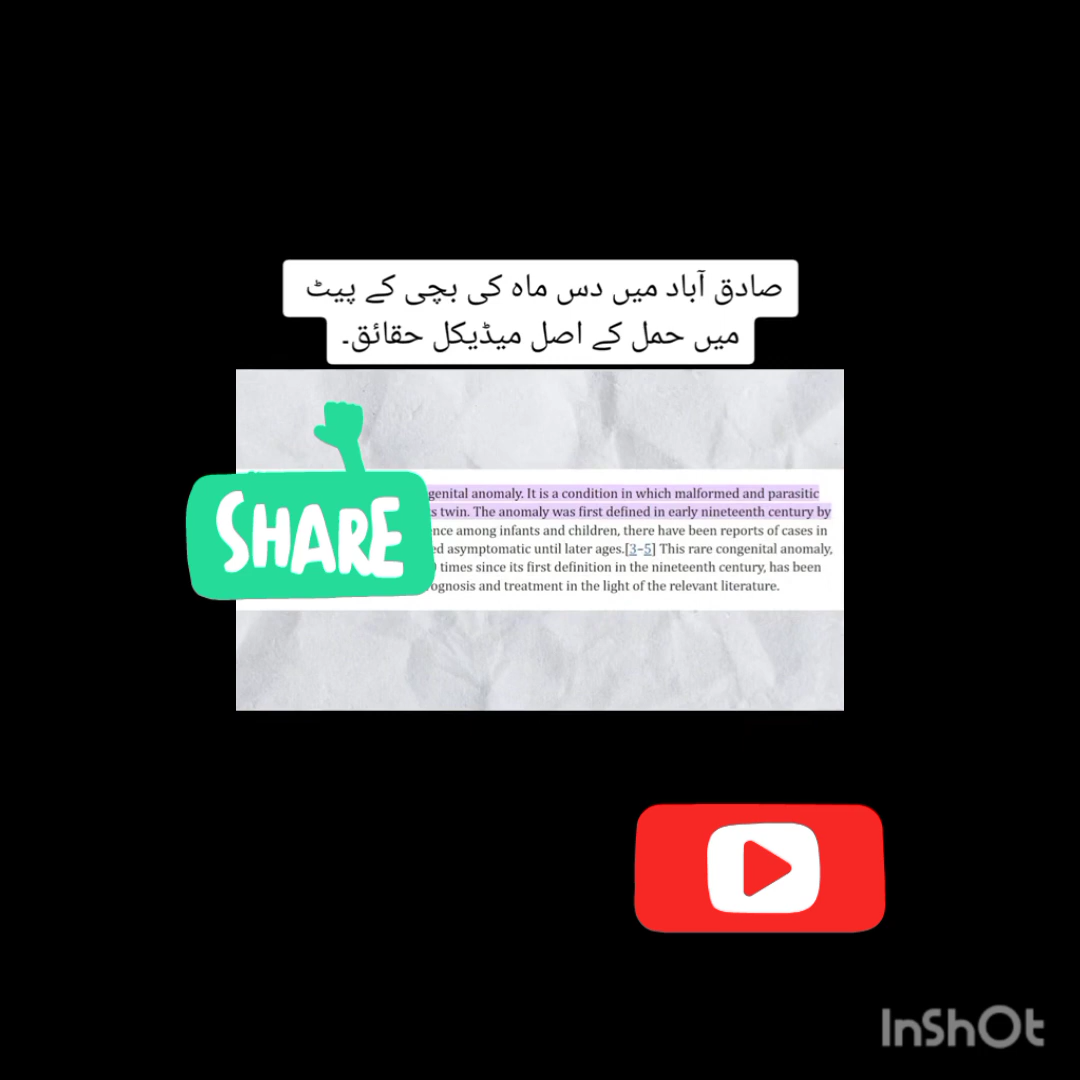 صادق آباد میں دس ماہ کی بچی کے پیٹ
میں حمل کے اصل میڈیکل حقائق۔
SHARE
genital anomaly. It is a condition in which malformed and parasitic
s twin. The anomaly was first defined in early nineteenth century by
ence among infants and children, there have been reports of cases in
ed asymptomatic until later ages.[3–5] This rare congenital anomaly,
times since its first definition in the nineteenth century, has been
ognosis and treatment in the light of the relevant literature.
InShOt